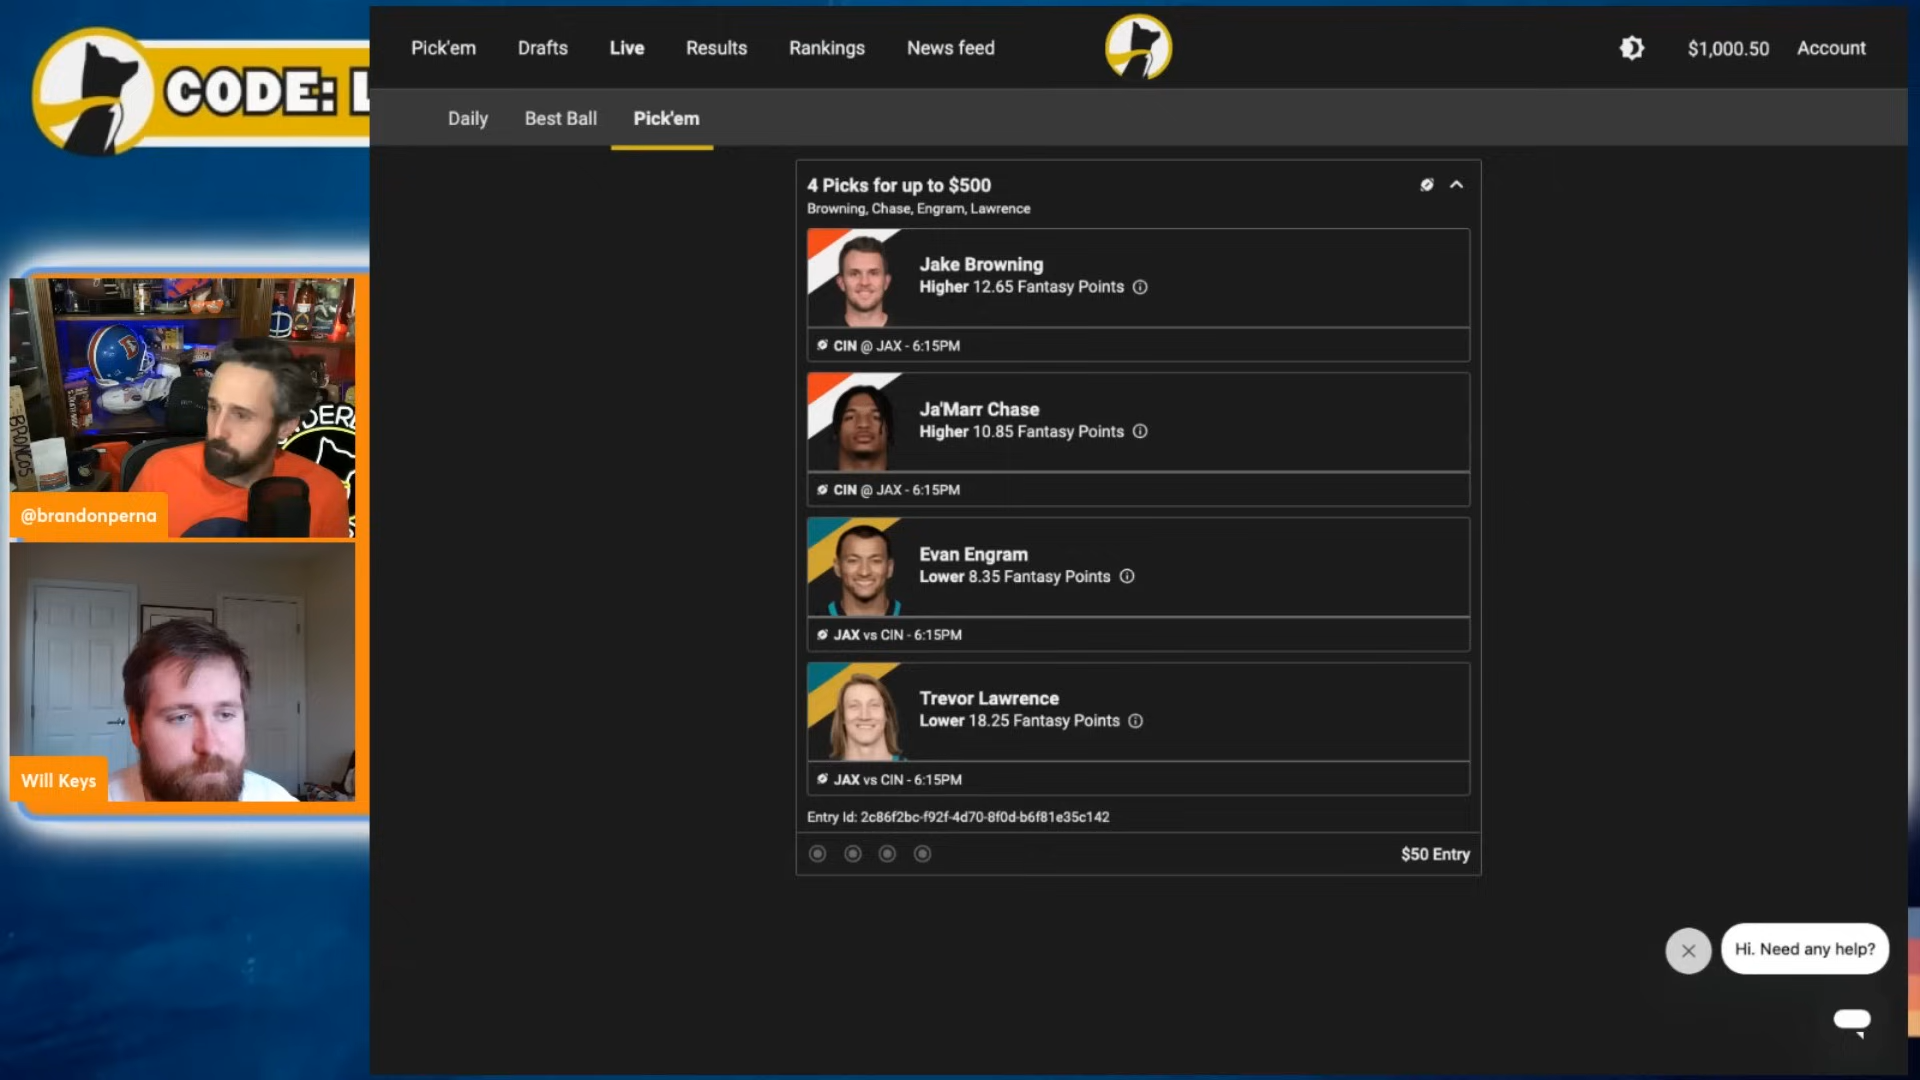 CODE: L
Pick'em Drafts Live Results Rankings News feed $1,000.50 Account
Daily Best Ball Pick'em
4 Picks for up to $500
Browning, Chase, Engram, Lawrence
Jake Browning
Higher 12.65 Fantasy Points
CIN @ JAX - 6:15PM
Ja'Marr Chase
Higher 10.85 Fantasy Points
CIN @ JAX - 6:15PM
Evan Engram
Lower 8.35 Fantasy Points
JAX vs CIN - 6:15PM
Trevor Lawrence
Lower 18.25 Fantasy Points
JAX vs CIN - 6:15PM
Entry Id: 2c86f2bc-f92f-4d70-8f0d-b6f81e35c142
$50 Entry
Hi. Need any help?
BRONCOS
NDER
@brandonperna
Will Keys